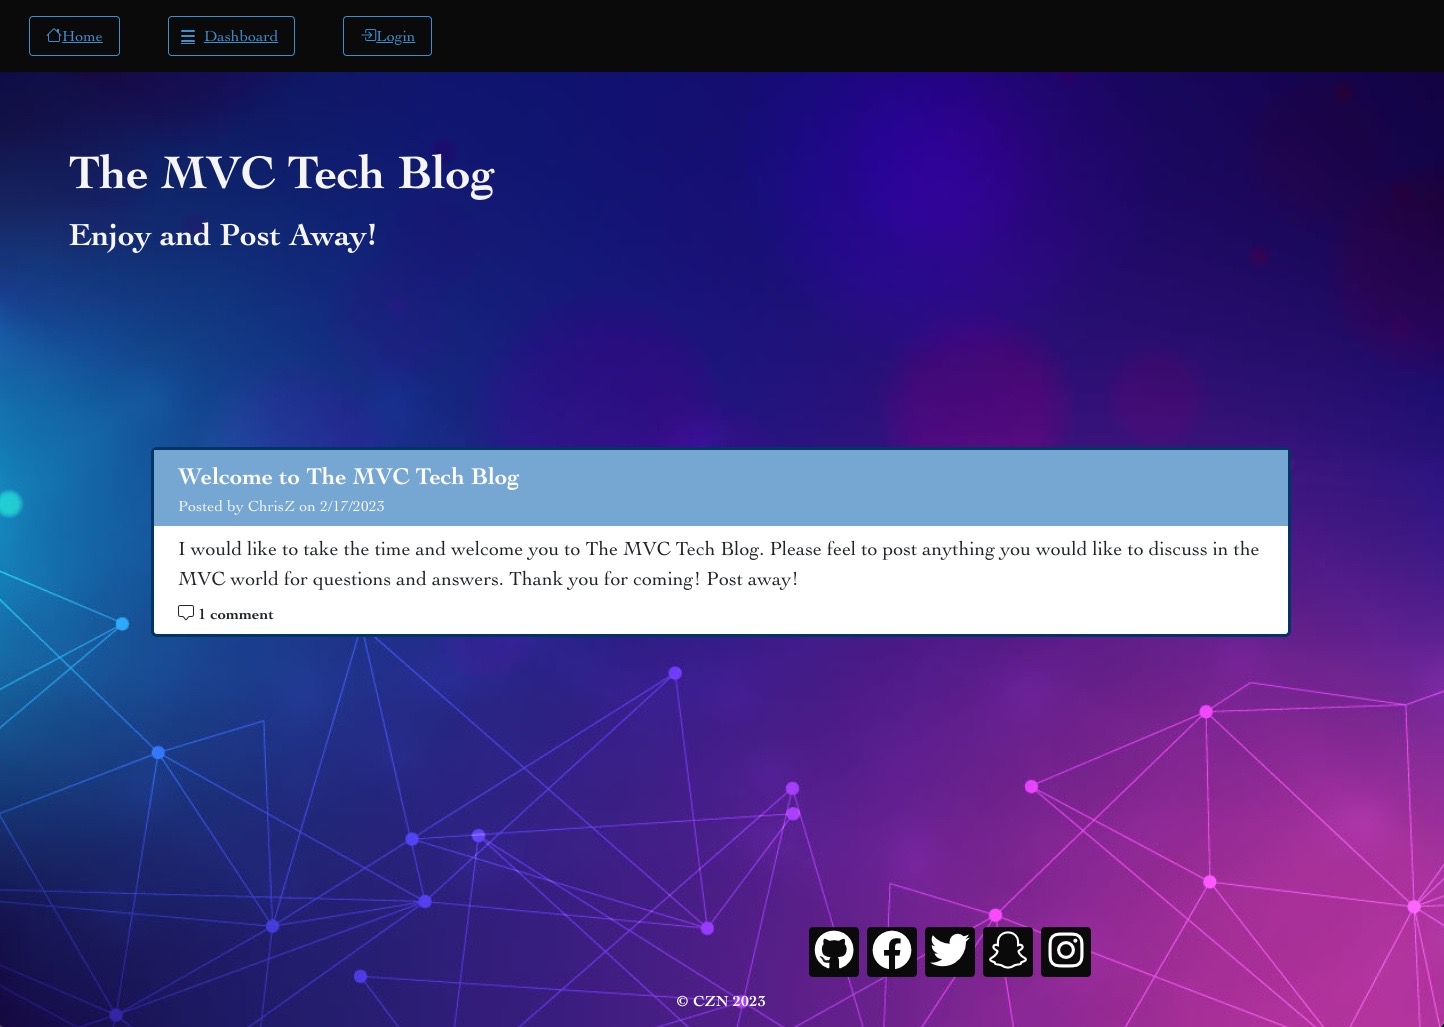 Home
Dashboard
Login
The MVC Tech Blog
Enjoy and Post Away!
Welcome to The MVC Tech Blog
Posted by ChrisZ on 2/17/2023
I would like to take the time and welcome you to The MVC Tech Blog. Please feel to post anything you would like to discuss in the
MVC world for questions and answers. Thank you for coming! Post away!
1 comment
© CZN 2023